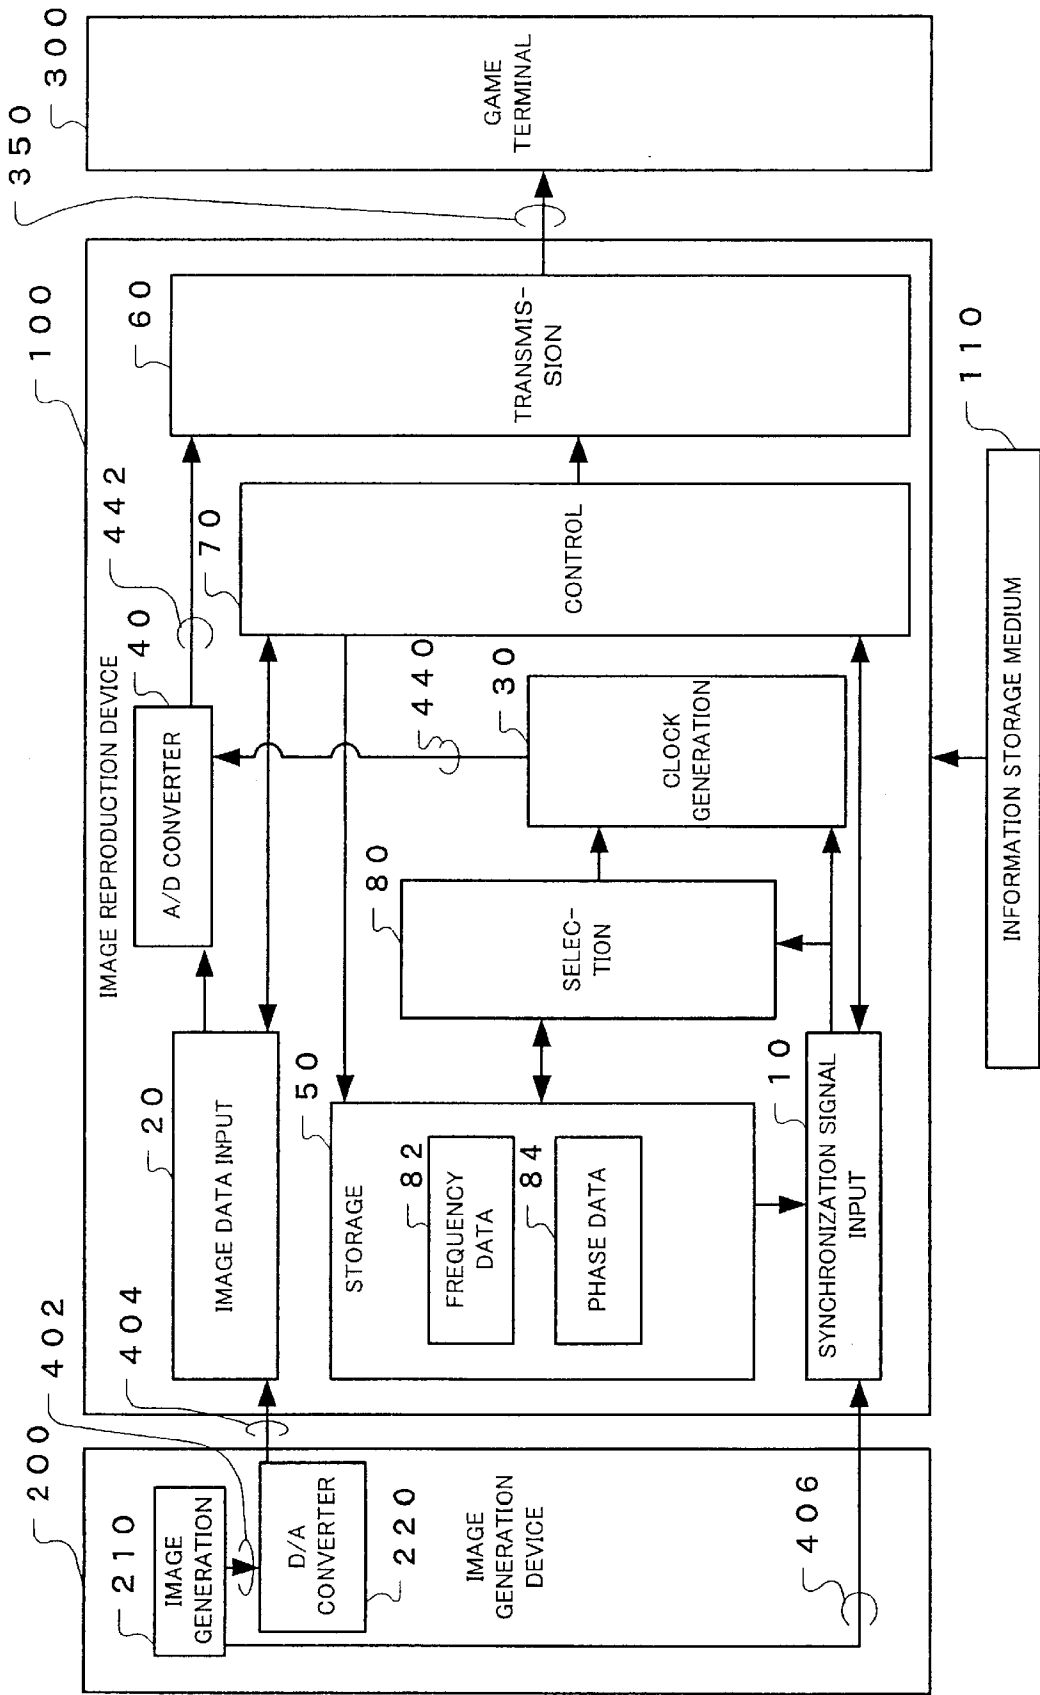 200
210
IMAGE
GENERATION
402
404
D/A
CONVERTER
220
IMAGE
GENERATION
DEVICE
406
100
IMAGE REPRODUCTION DEVICE
20
IMAGE DATA INPUT
40
A/D CONVERTER
442
50
STORAGE
82
FREQUENCY
DATA
84
PHASE DATA
10
SYNCHRONIZATION SIGNAL
INPUT
80
SELEC-
TION
440
30
CLOCK
GENERATION
70
CONTROL
60
TRANSMIS-
SION
350
300
GAME
TERMINAL
110
INFORMATION STORAGE MEDIUM